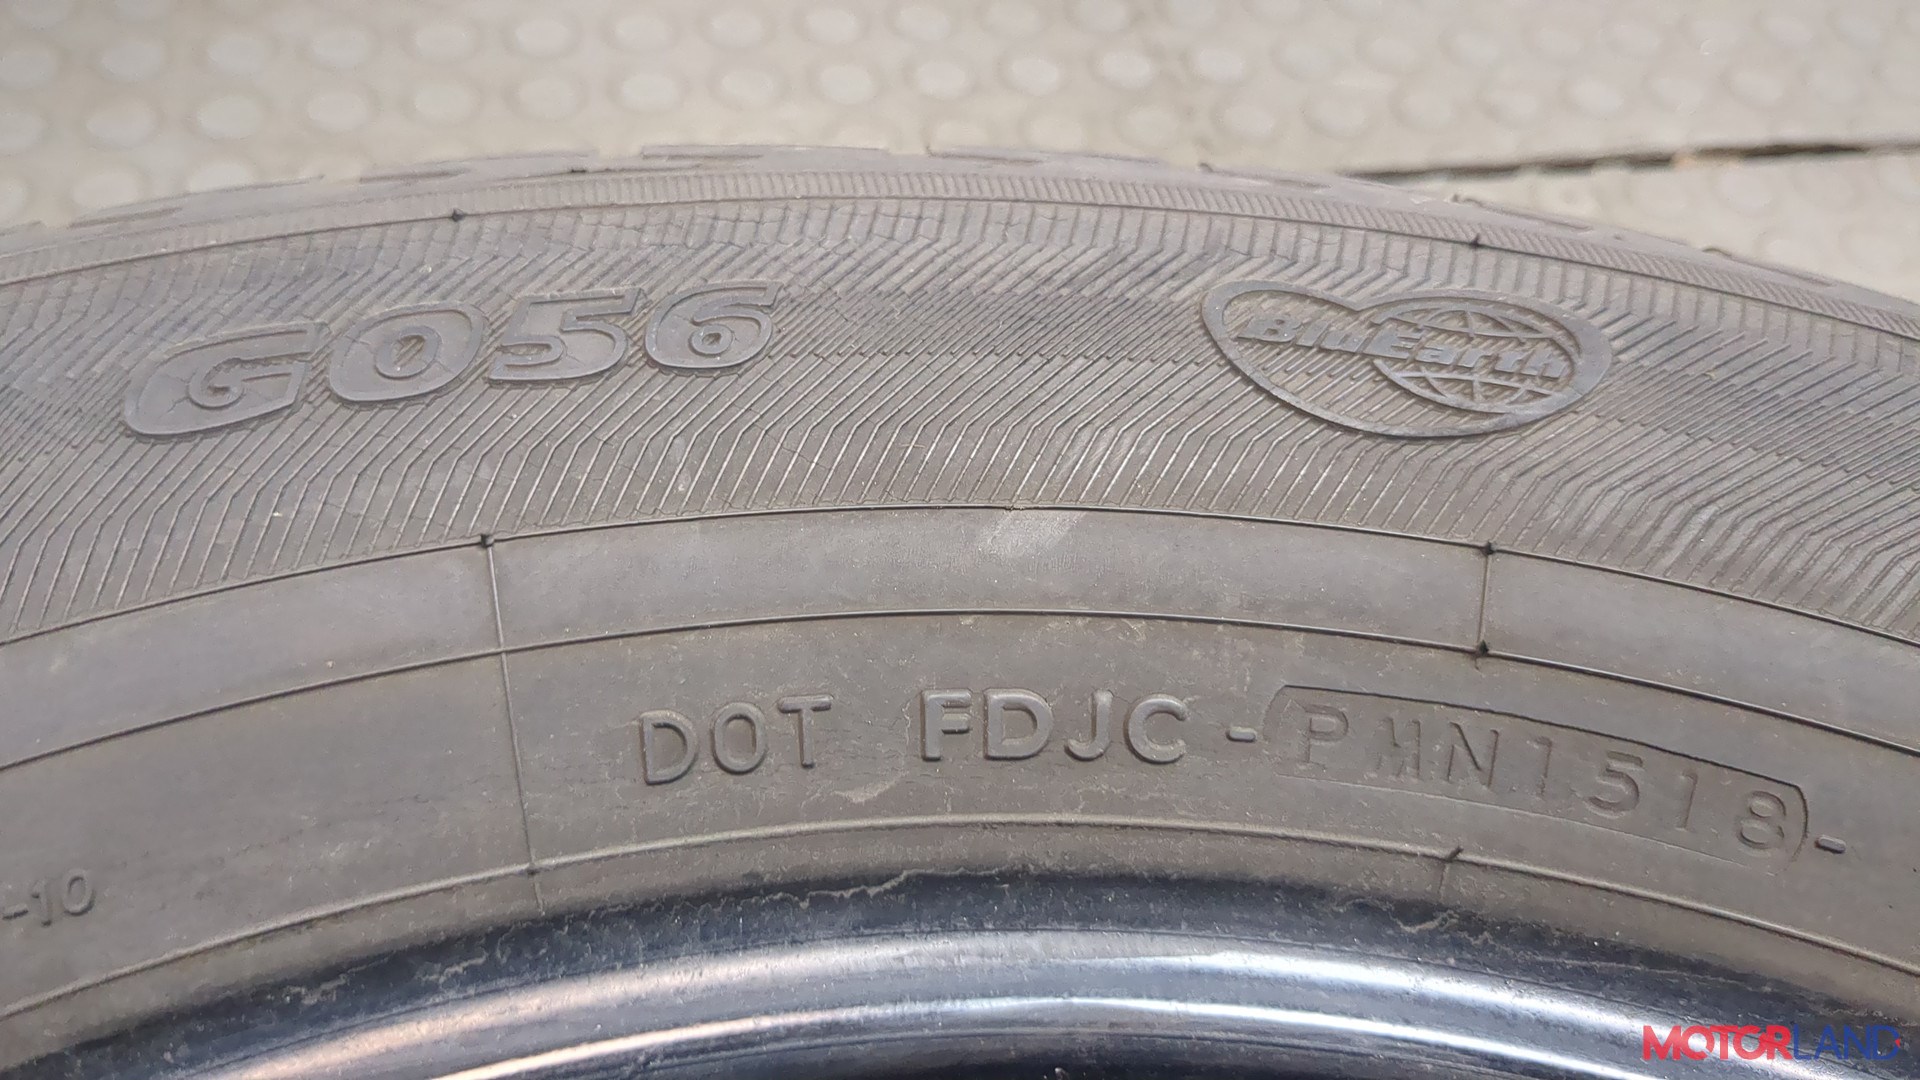 G056
BluEarth
DOT FDJC-PMN1518-
-10
MOTORLAND